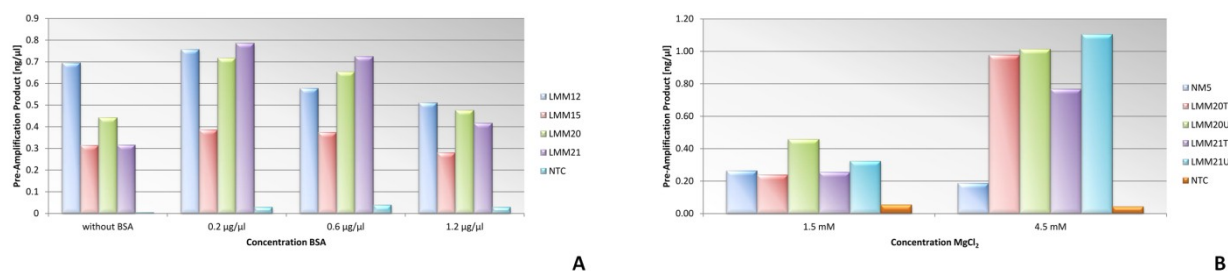 0.9
0.8
0.7
0.6
0.5
0.4
0.3
0.2
0.1
0
Pre-Amplification Product [ng/µl]
without BSA 0.2 µg/µl 0.6 µg/µl 1.2 µg/µl
Concentration BSA
LMM12
LMM15
LMM20
LMM21
NTC
A
1.20
1.00
0.80
0.60
0.40
0.20
0.00
Pre-Amplification Product [ng/µl]
1.5 mM 4.5 mM
Concentration MgCl₂
NM5
LMM20T
LMM20U
LMM21T
LMM21U
NTC
B